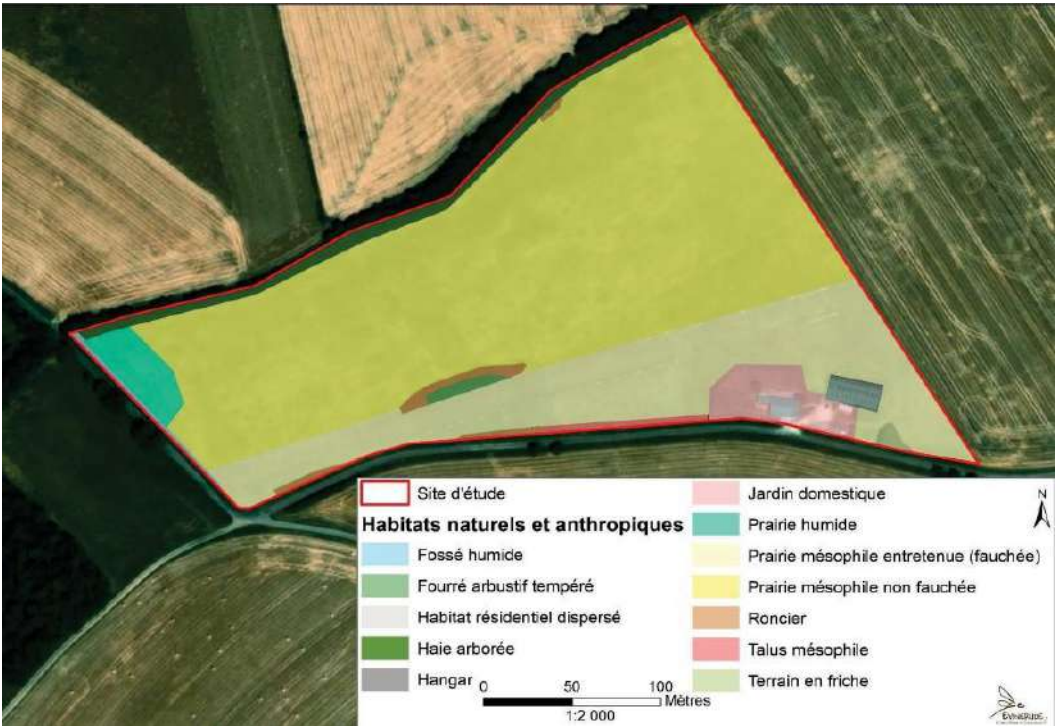 Site d'étude
Habitats naturels et anthropiques
Fossé humide
Fourré arbustif tempéré
Habitat résidentiel dispersé
Haie arborée
Hangar
Jardin domestique
Prairie humide
Prairie mésophile entretenue (fauchée)
Prairie mésophile non fauchée
Roncier
Talus mésophile
Terrain en friche
0 50 100
Mètres
1:2 000
N
EVINERUDE